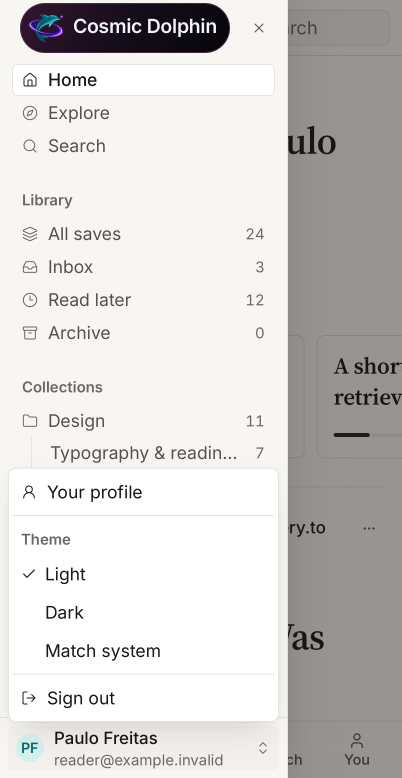 Cosmic Dolphin
Home
Explore
Search
Library
All saves 24
Inbox 3
Read later 12
Archive 0
Collections
Design 11
Typography & readin... 7
Your profile
Theme
Light
Dark
Match system
Sign out
PF
Paulo Freitas
reader@example.invalid
A short
retriev
You